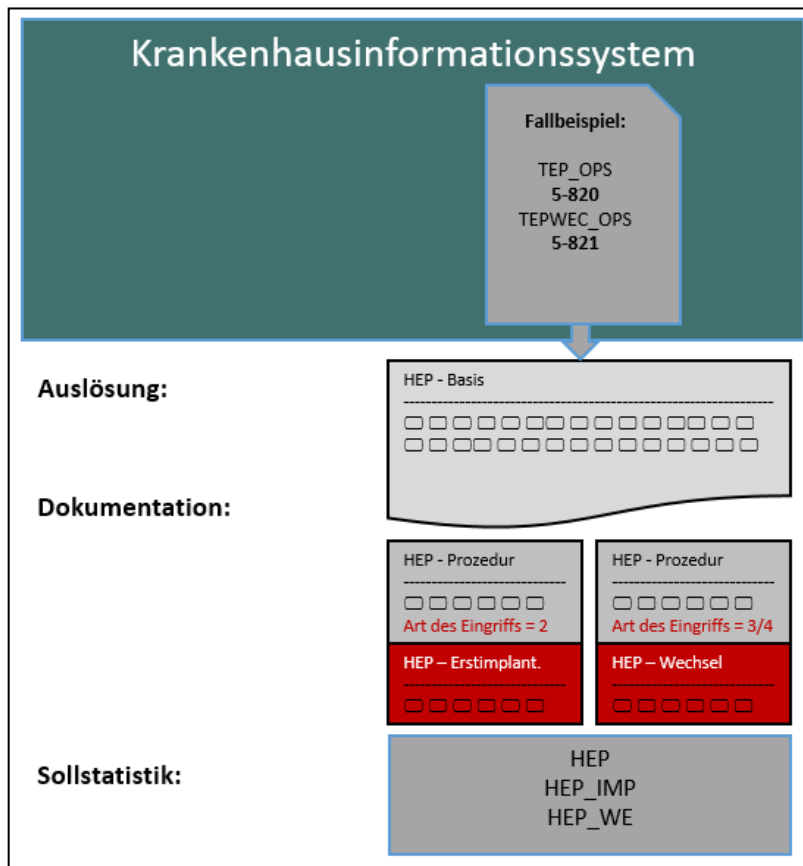 Krankenhausinformationssystem
Fallbeispiel:
TEP_OPS
5-820
TEPWEC_OPS
5-821
Auslösung:
HEP - Basis
Dokumentation:
HEP - Prozedur
Art des Eingriffs = 2
HEP – Erstimplant.
HEP - Prozedur
Art des Eingriffs = 3/4
HEP – Wechsel
Sollstatistik:
HEP
HEP_IMP
HEP_WE